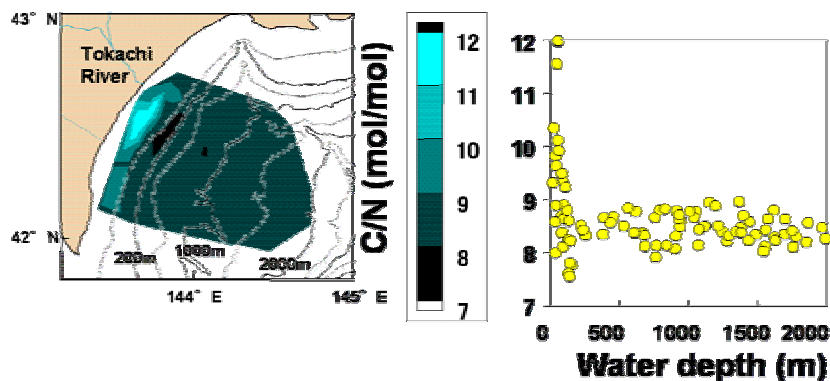 43° N
Tokachi
River
42° N
200m
1000m
2000m
144° E
145° E
C/N (mol/mol)
12
11
10
9
8
7
12
11
10
9
8
7
0
500
1000
1500
2000
Water depth (m)